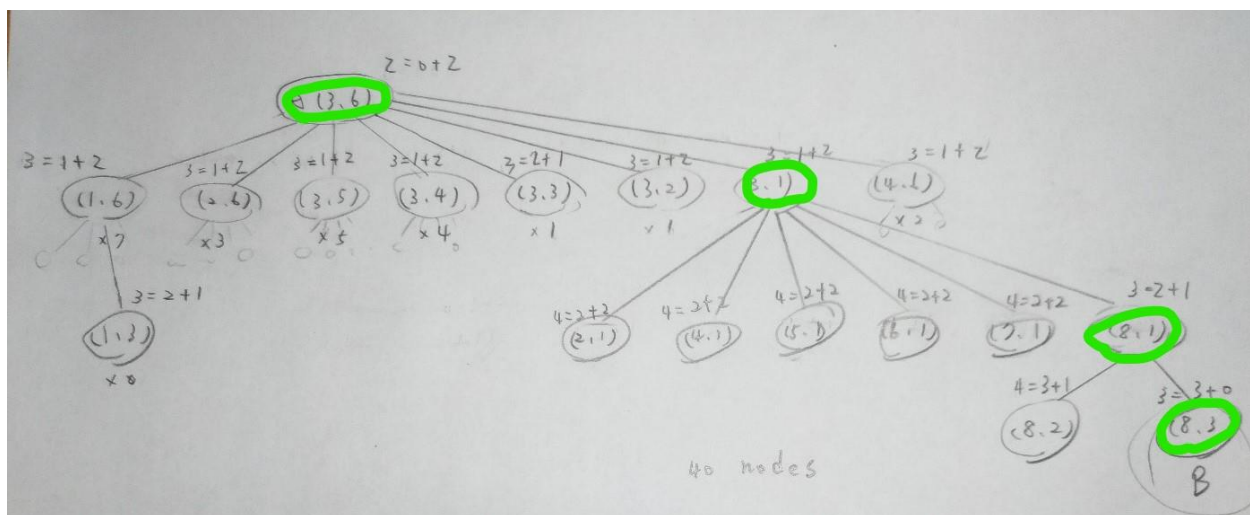 2=0+2
(3,6)
3=1+2 3=1+2 3=1+2 3=1+2 3=2+1 3=1+2 3=1+2 3=1+2
(1,6) (2,6) (3,5) (3,4) (3,3) (3,2) (3,1) (4,6)
×7 ×3 ×5 ×4 ×1 ×1 ×2
3=2+1 4=2+2 4=2+2 4=2+2 4=2+2 4=2+2 3=2+1
(1,3) (2,1) (4,1) (5,1) (6,1) (7,1) (8,1)
×0 4=3+1 3=3+0
(8,2) (8,3
40 nodes B